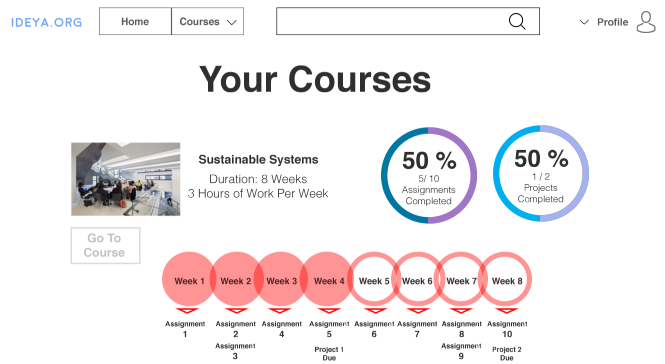 IDEYA.ORG
Home
Courses
Profile
Your Courses
Sustainable Systems
Duration: 8 Weeks
3 Hours of Work Per Week
50 %
5/ 10
Assignments
Completed
50 %
1 / 2
Projects
Completed
Go To
Course
Week 1
Week 2
Week 3
Week 4
Week 5
Week 6
Week 7
Week 8
Assignment
1
Assignment
2
Assignment
3
Assignment
4
Assignment
5
Project 1
Due
Assignment
6
Assignment
7
Assignment
8
Assignment
9
Assignment
10
Project 2
Due